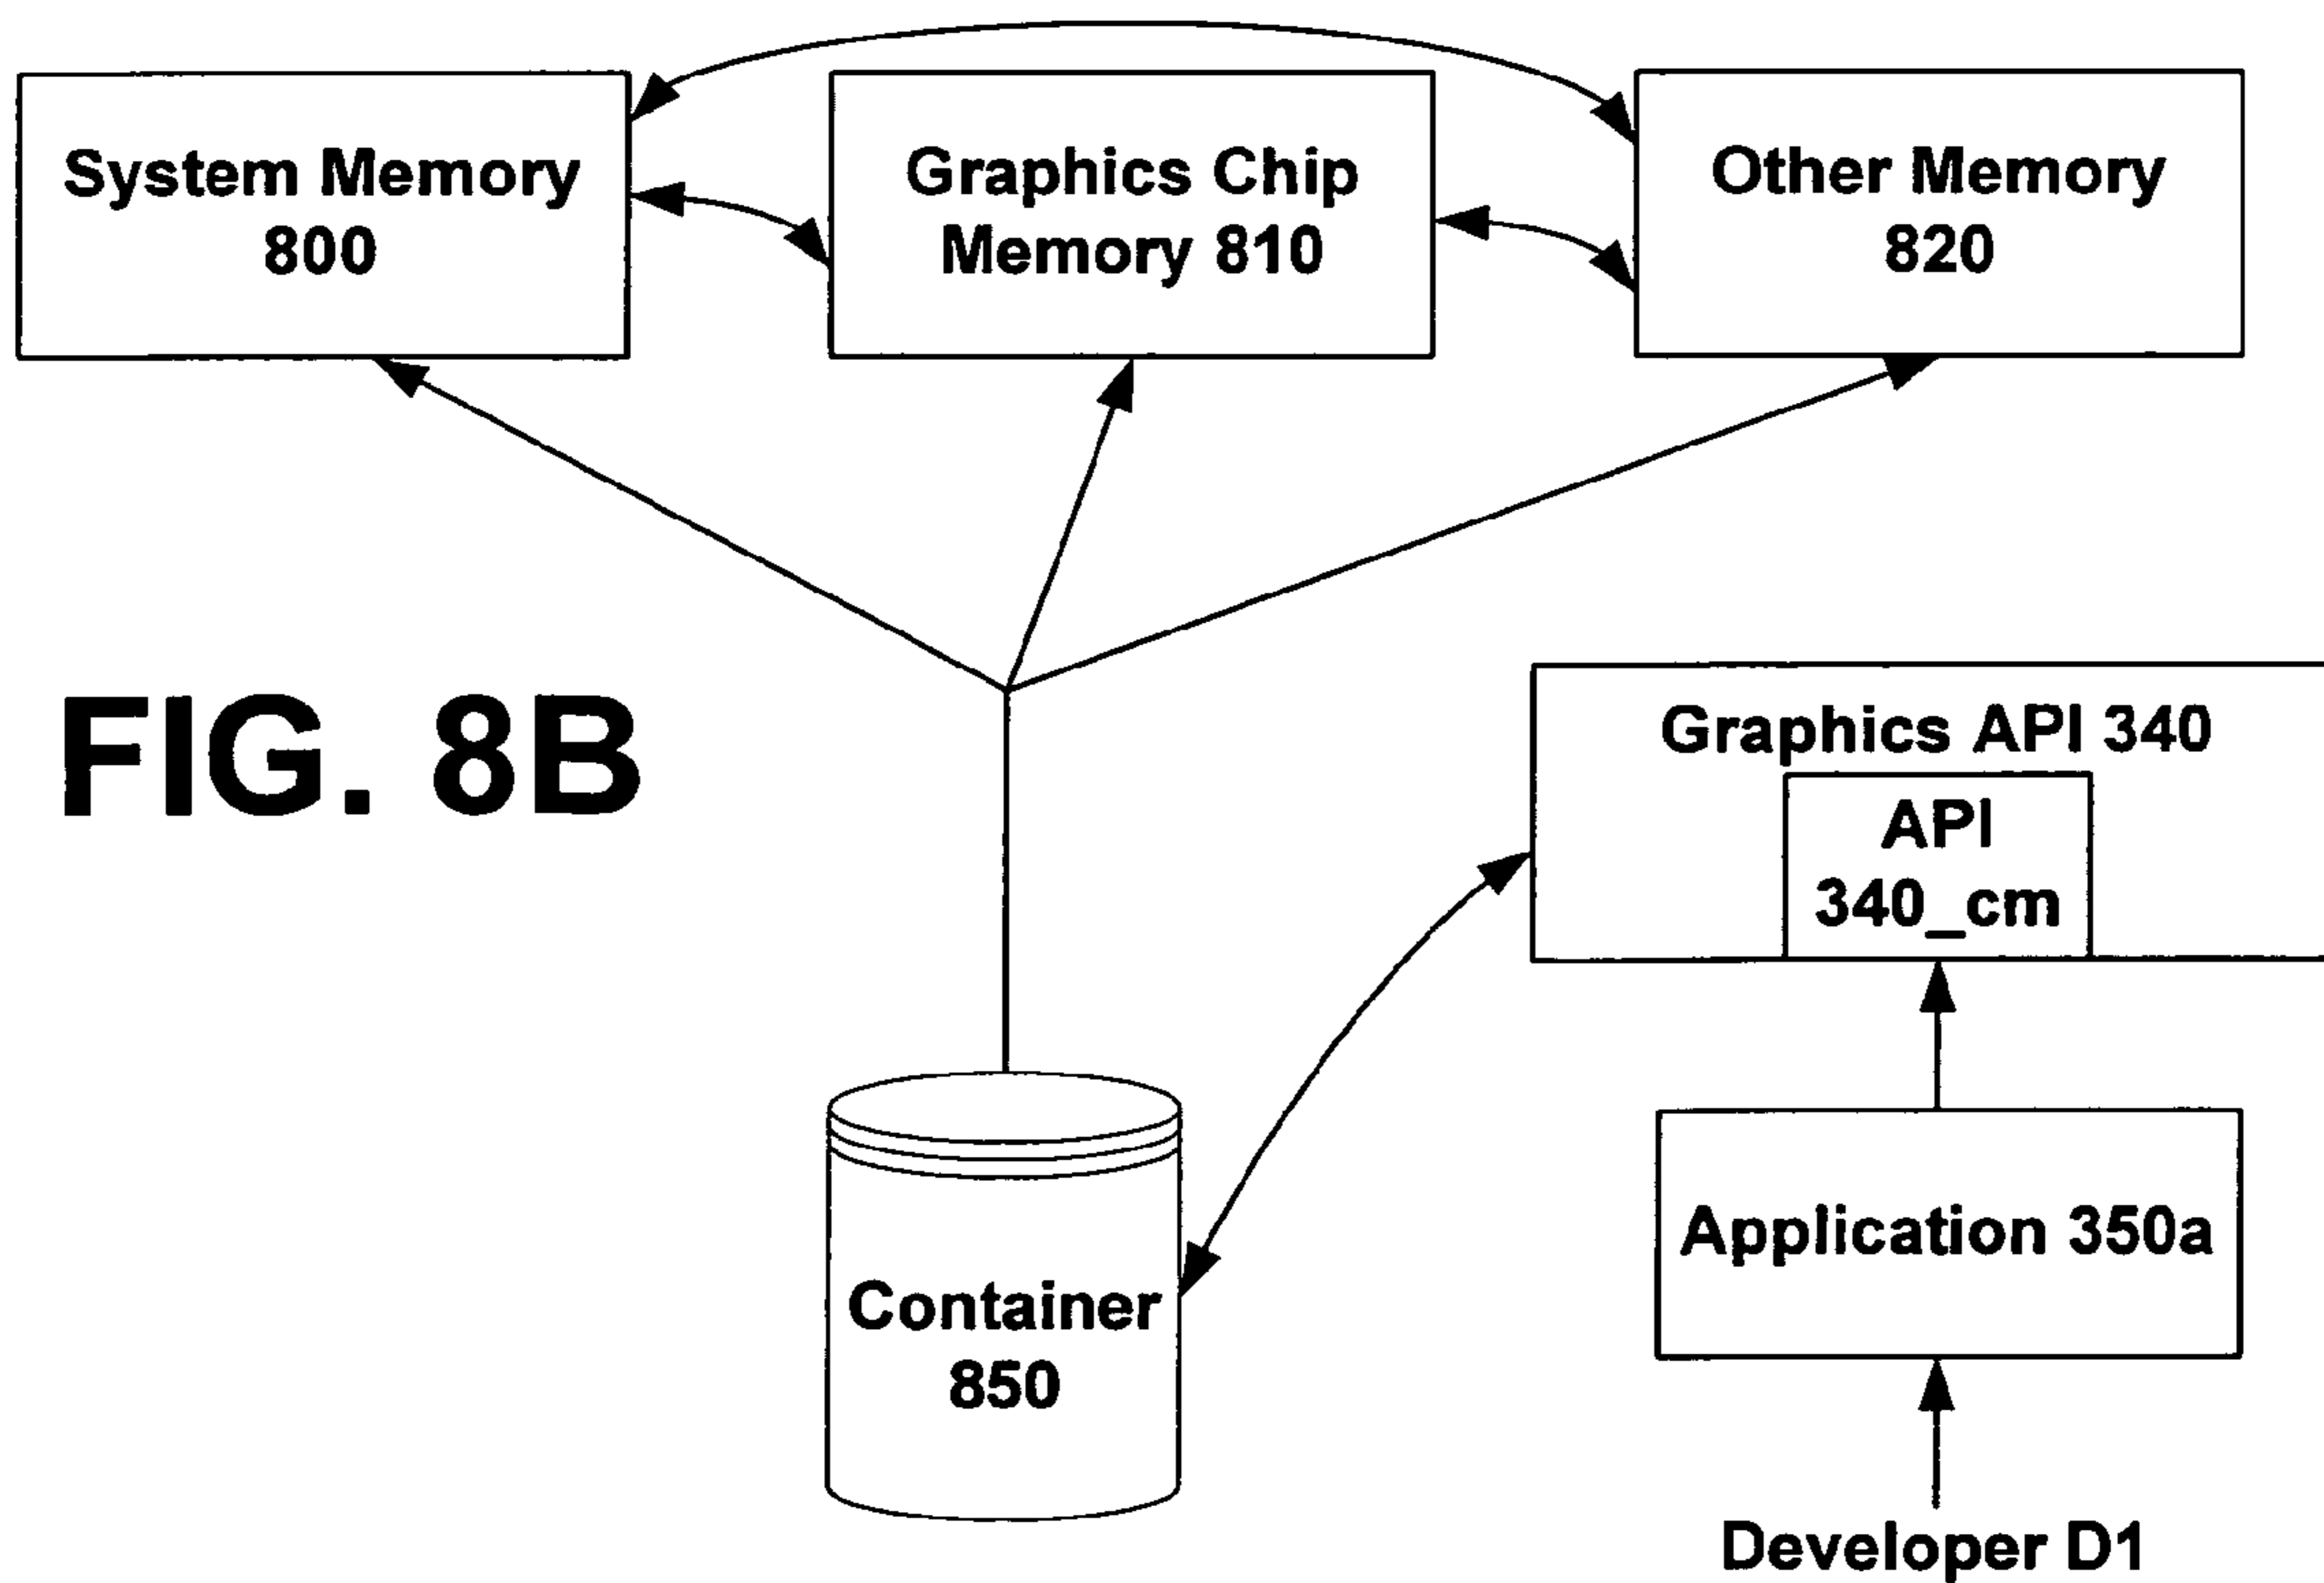 System Memory
800
Graphics Chip
Memory 810
Other Memory
820
FIG. 8B
Graphics API 340
API
340_cm
Application 350a
Container
850
Developer D1